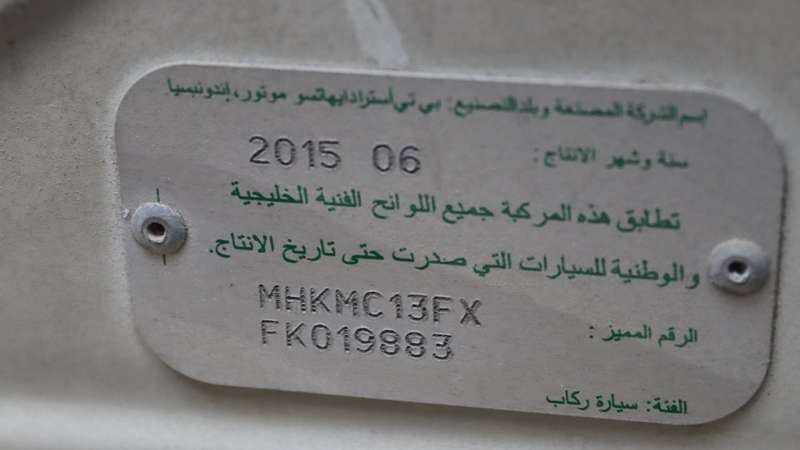 إسم الشركة المصنعة وبلد التصنيع: بي تي أسترا دايهاتسو موتور، إندونيسيا
سنة وشهر الانتاج: 2015 06
تطابق هذه المركبة جميع اللوائح الفنية الخليجية
والوطنية للسيارات التي صدرت حتى تاريخ الانتاج.
الرقم المميز: MHKMC13FX
FK019883
الفئة: سيارة ركاب